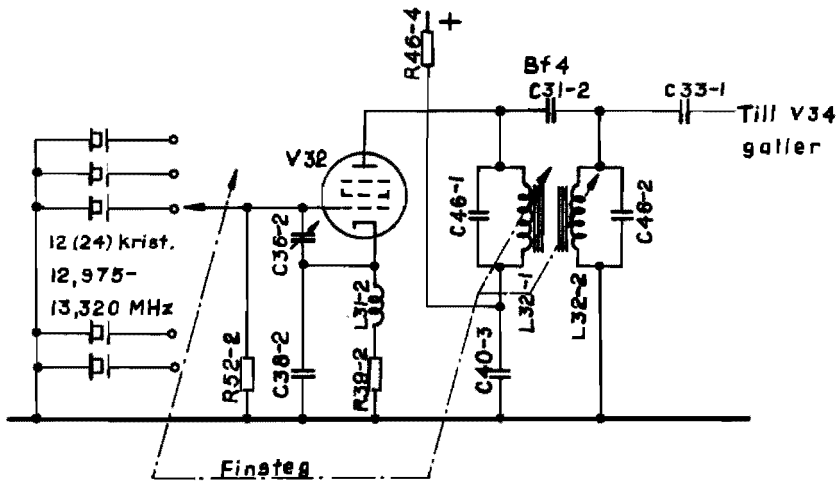 R46-4
+
Bf4
C31-2
C33-1
Till V34
galler
V32
C46-1
C46-2
12 (24) krist.
12,975-
13,320 MHz
C36-2
L31-2
L32-1
L32-2
R52-2
C38-2
R39-2
C40-3
Finsteg